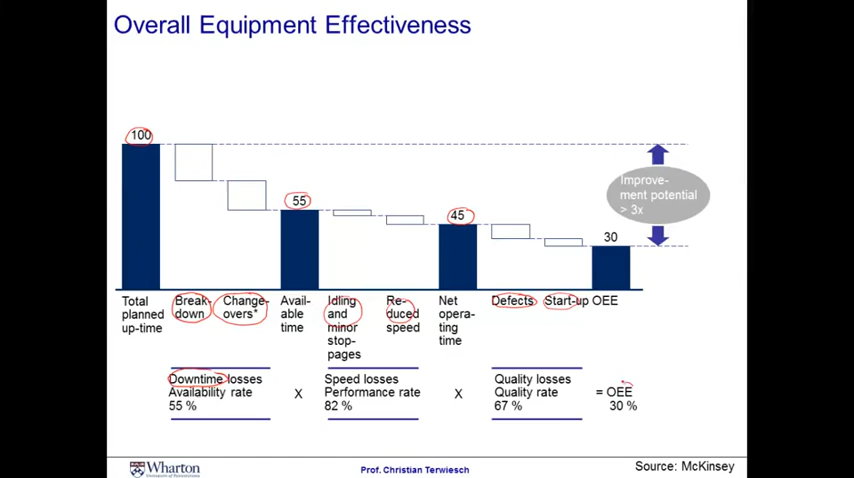 Overall Equipment Effectiveness
100
55
45
30
Improve-
ment potential
> 3x
Total
planned
up-time
Break-
down
Change-
overs*
Avail-
able
time
Idling
and
minor
stop-
pages
Re-
duced
speed
Net
opera-
ting
time
Defects
Start-up
OEE
Downtime losses
Availability rate
55 %
X
Speed losses
Performance rate
82 %
X
Quality losses
Quality rate
67 %
= OEE
30 %
Wharton
Prof. Christian Terwiesch
Source: McKinsey